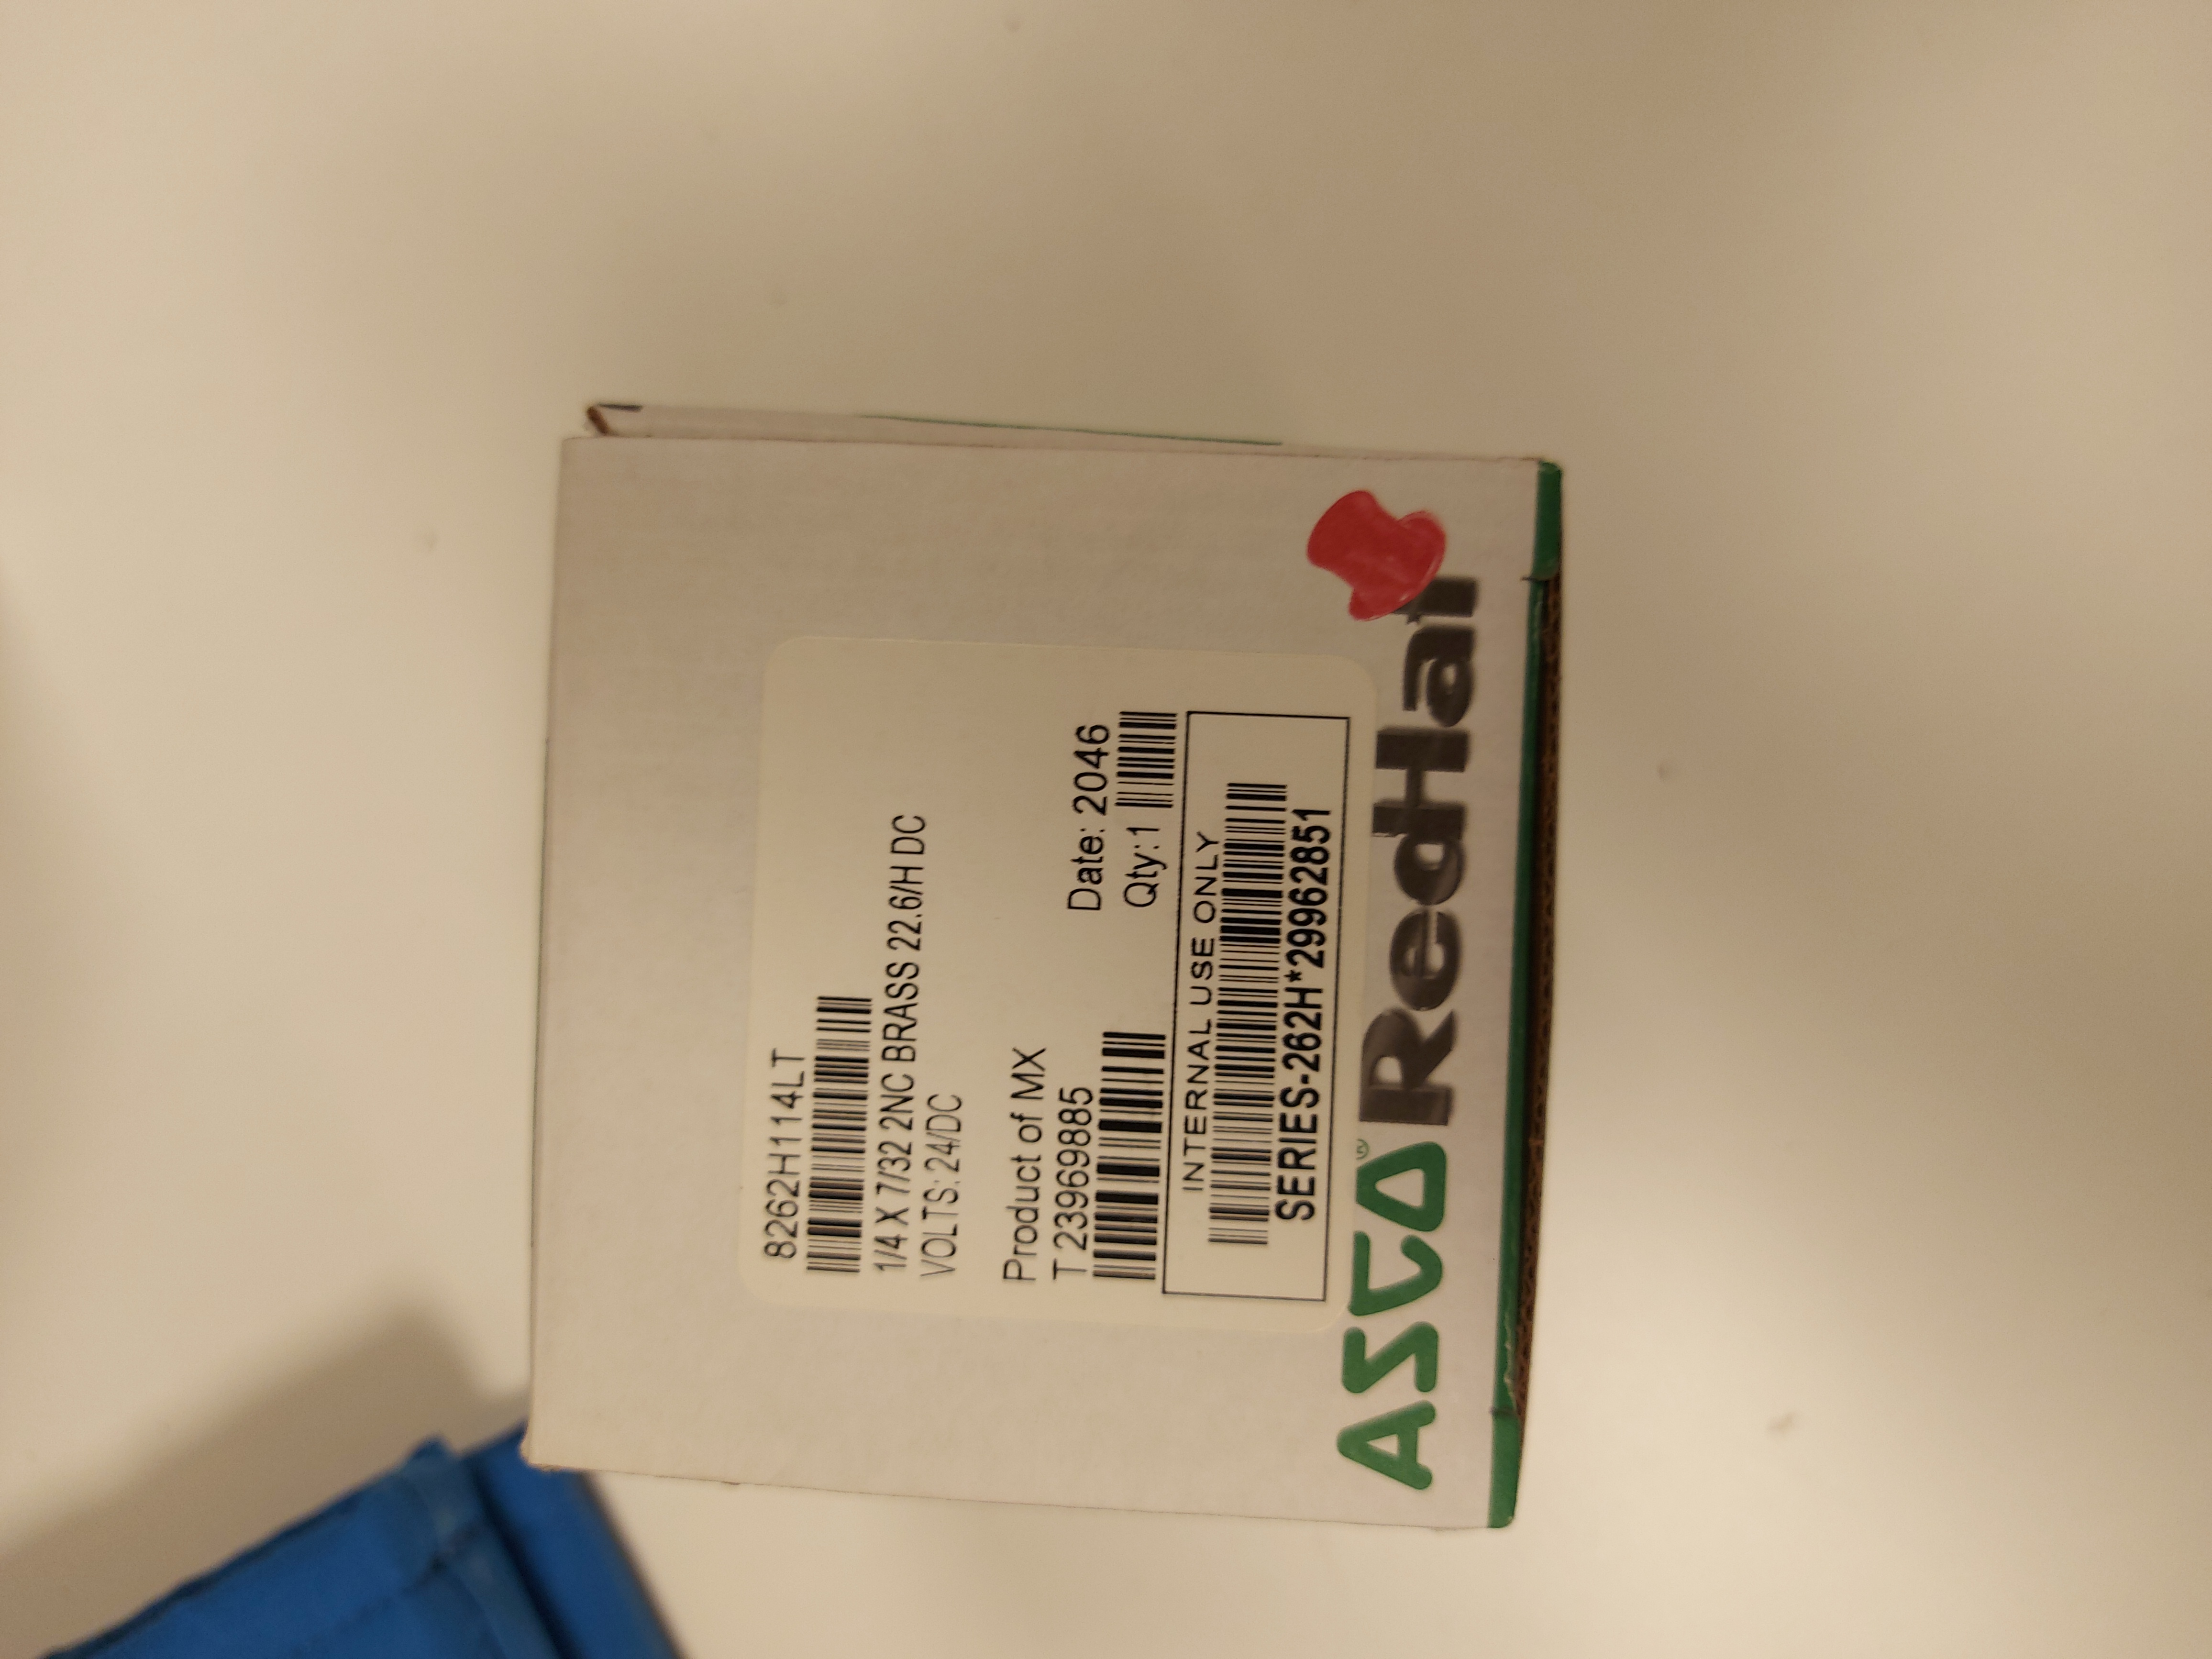 8262H114LT
1/4 X 7/32 2NC BRASS 22.6/H DC
VOLTS: 24/DC
Product of MX
T 23969885
Date: 2046
Qty: 1
INTERNAL USE ONLY
SERIES-262H*29962851
ASCO® RedHat